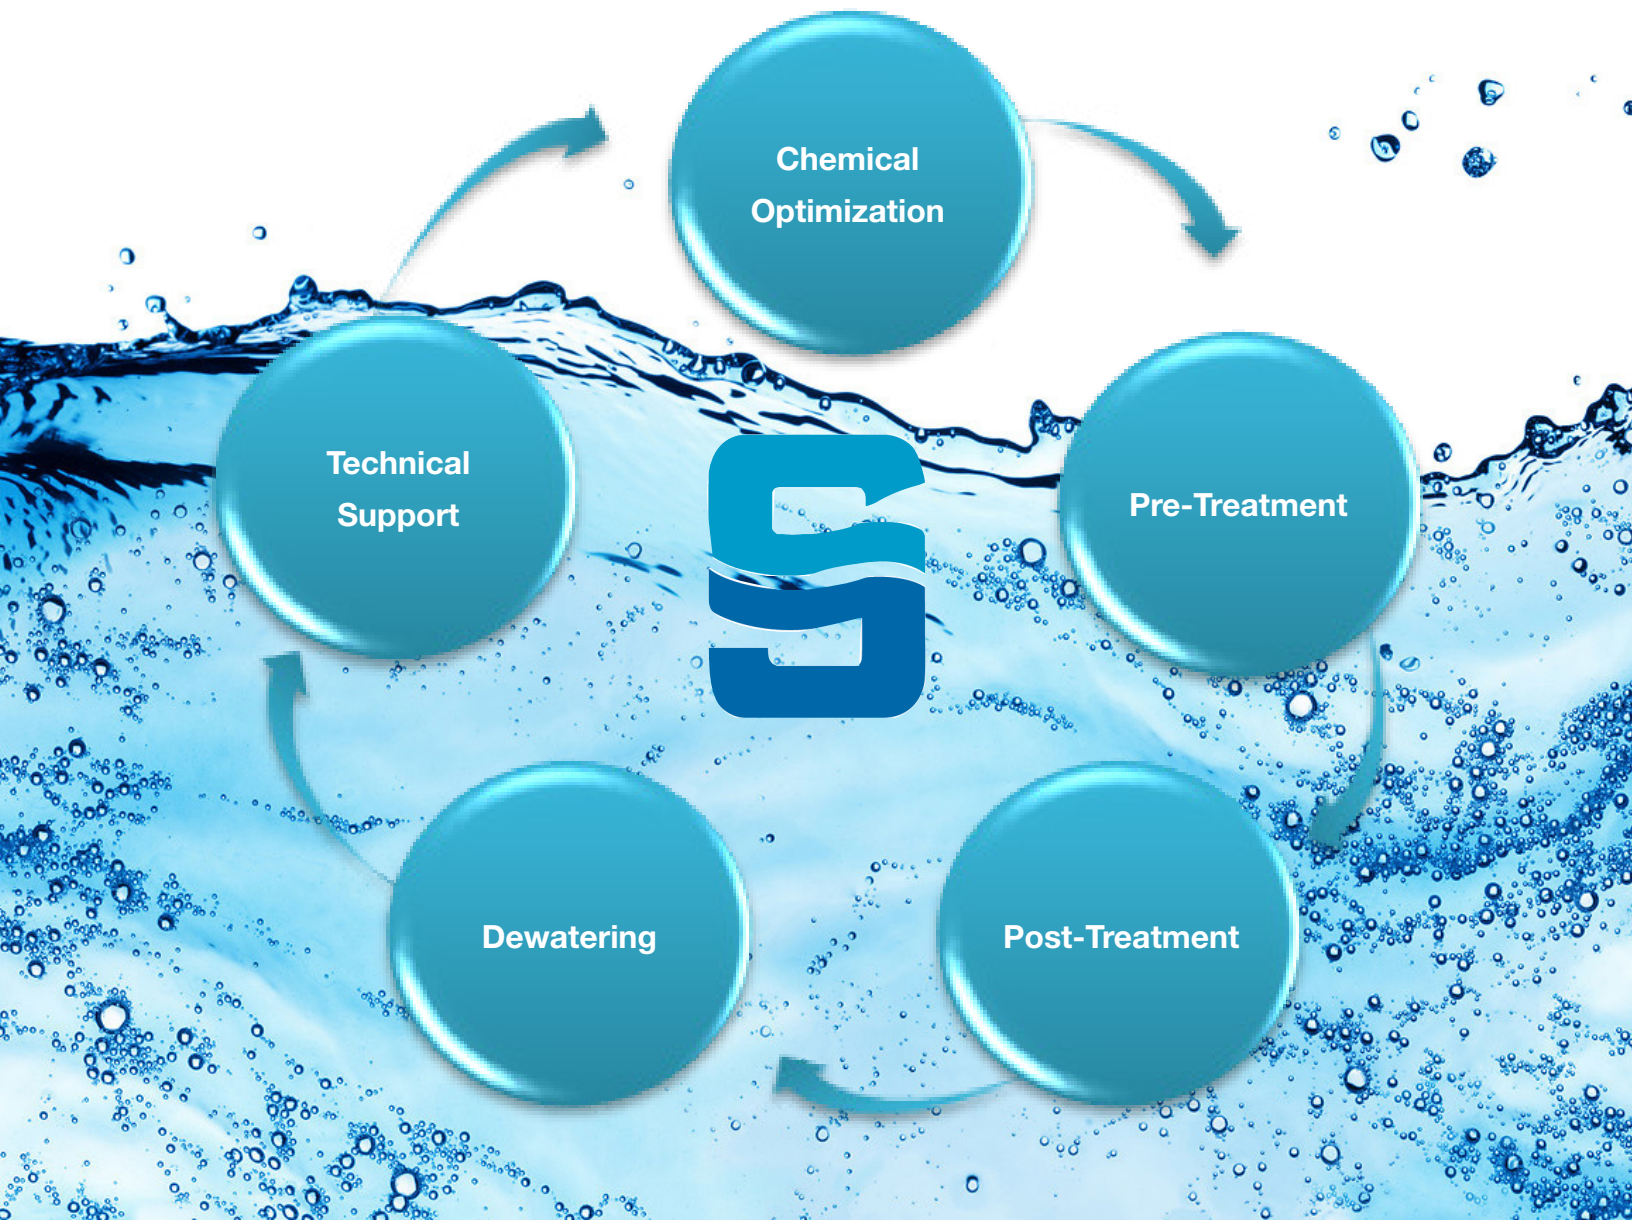 Chemical
Optimization
Technical
Support
Pre-Treatment
Dewatering
Post-Treatment